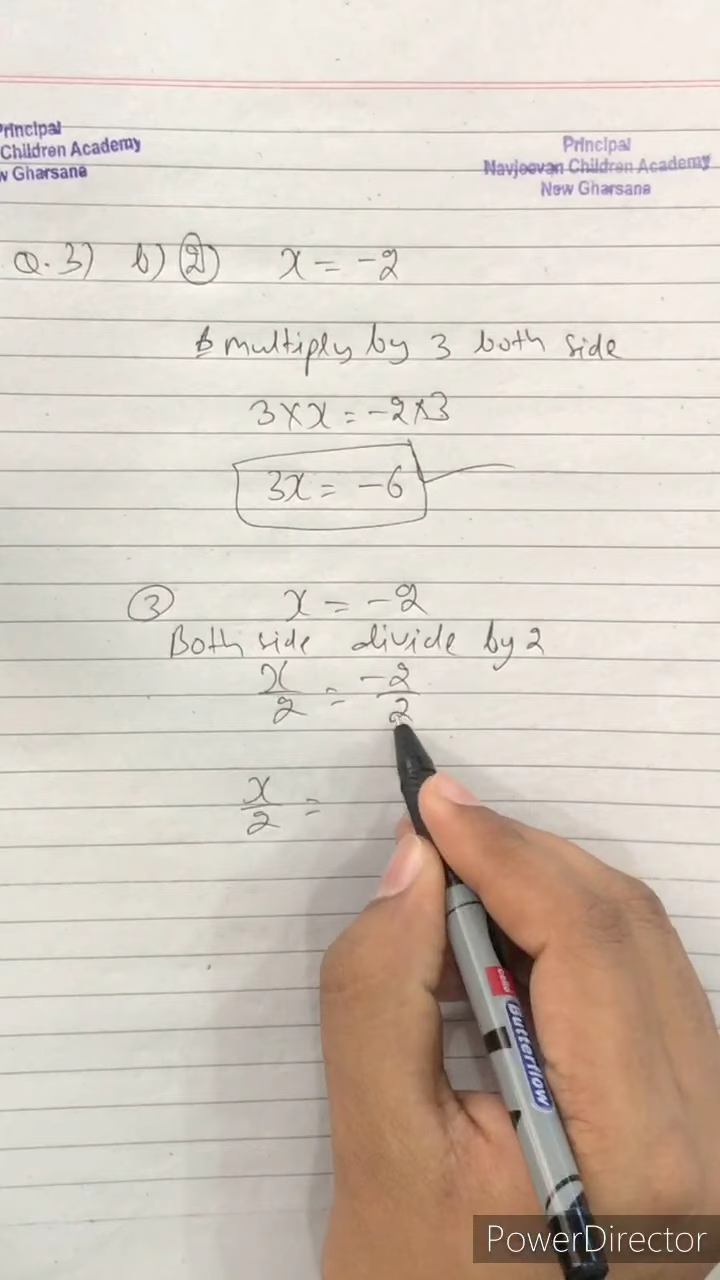 Principal
Children Academy
w Gharsana
Principal
Navjeevan Children Academy
New Gharsana
Q.3) b) 2) x = -2
multiply by 3 both side
3×x = -2×3
3x = -6
3 x = -2
Both side divide by 2
x/2 = -2/2
x/2 =
cello Butterflow
PowerDirector